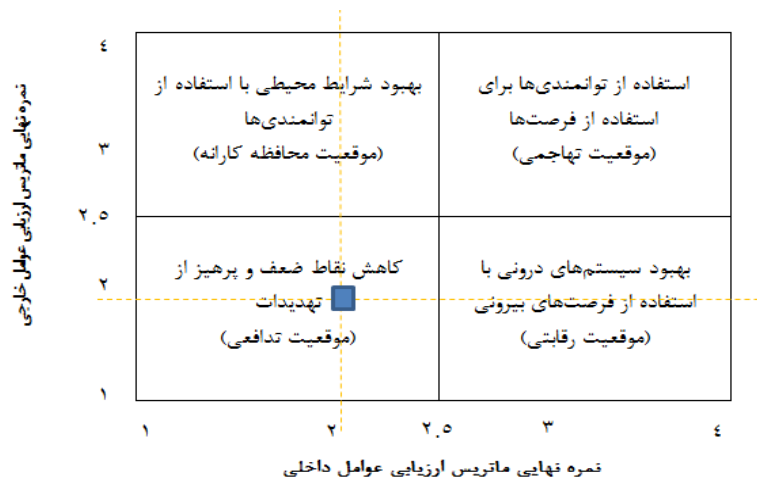 نمره نهایی ماتریس ارزیابی عوامل خارجی
۴
۳
۲.۵
۲
۱
استفاده از توانمندی‌ها برای
استفاده از فرصت‌ها
(موقعیت تهاجمی)
بهبود شرایط محیطی با استفاده از
توانمندی‌ها
(موقعیت محافظه کارانه)
بهبود سیستم‌های درونی با
استفاده از فرصت‌های بیرونی
(موقعیت رقابتی)
کاهش نقاط ضعف و پرهیز از
تهدیدات
(موقعیت تدافعی)
۱ ۲ ۲.۵ ۳ ۴
نمره نهایی ماتریس ارزیابی عوامل داخلی